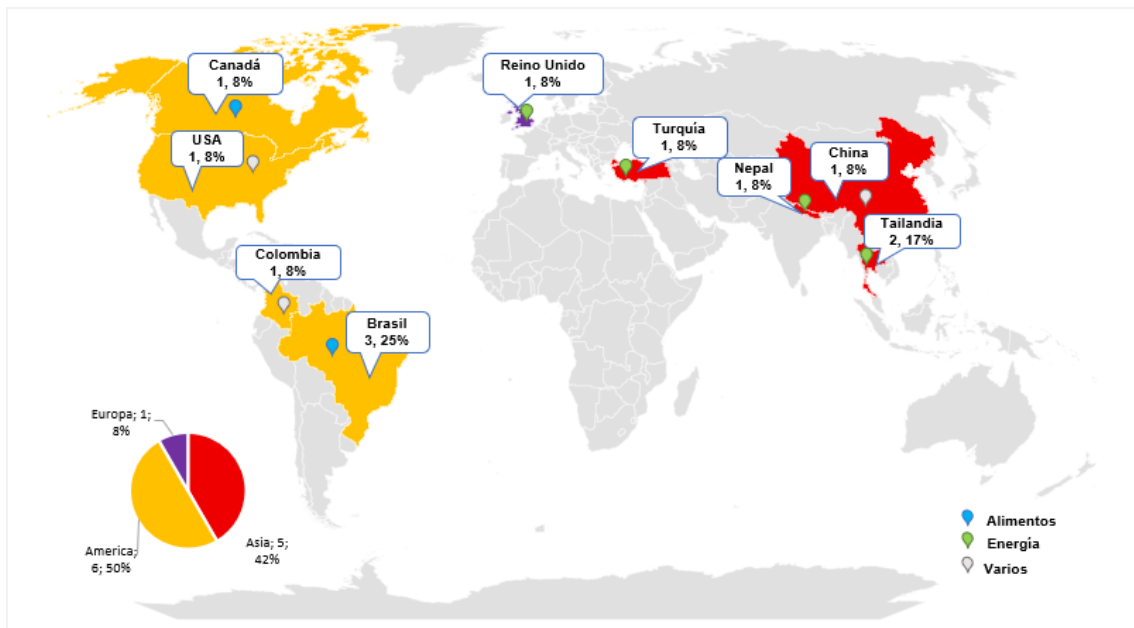 Canadá
1, 8%
USA
1, 8%
Reino Unido
1, 8%
Turquía
1, 8%
Nepal
1, 8%
China
1, 8%
Tailandia
2, 17%
Colombia
1, 8%
Brasil
3, 25%
Europa; 1;
8%
America;
6; 50%
Asia; 5;
42%
Alimentos
Energía
Varios